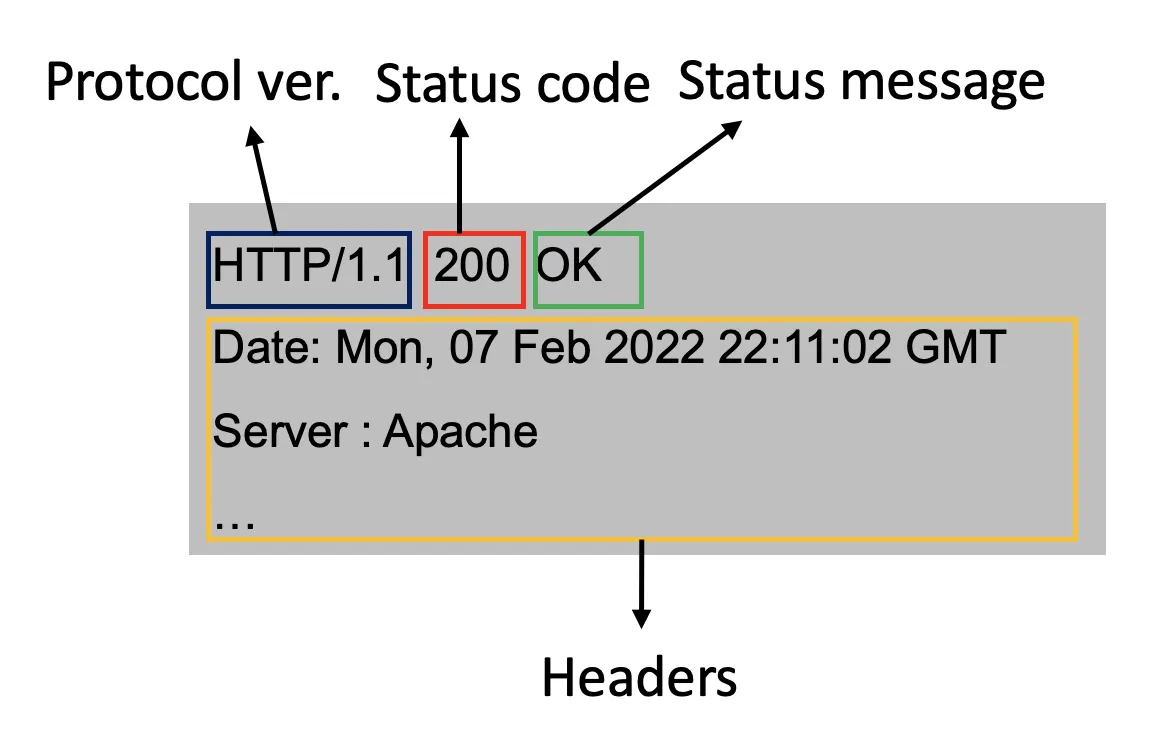 Protocol ver. Status code Status message
HTTP/1.1 200 OK
Date: Mon, 07 Feb 2022 22:11:02 GMT
Server : Apache
...
Headers